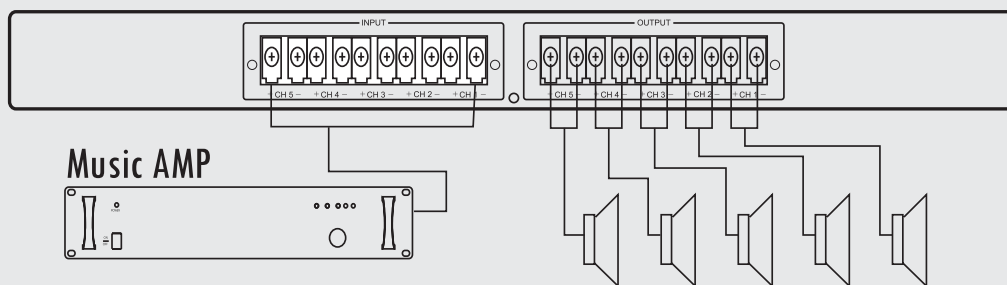 INPUT
OUTPUT
+ CH 5 − + CH 4 − + CH 3 − + CH 2 − + CH 1 −
+ CH 5 − + CH 4 − + CH 3 − + CH 2 − + CH 1 −
Music AMP
POWER